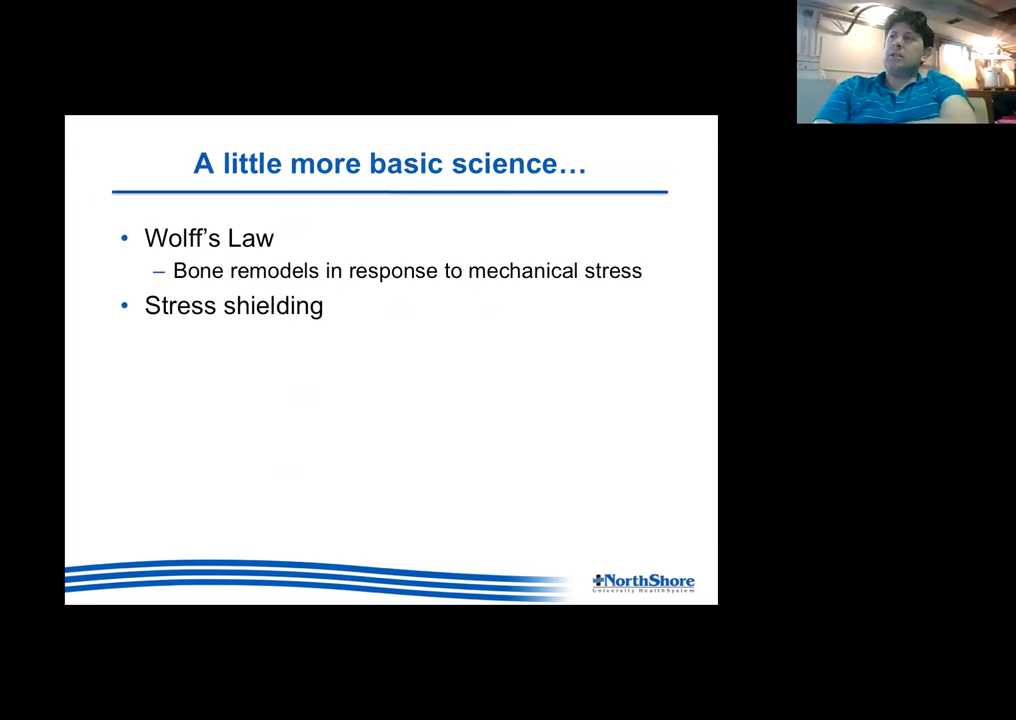 A little more basic science…
• Wolff’s Law
– Bone remodels in response to mechanical stress
• Stress shielding
NorthShore
University HealthSystem